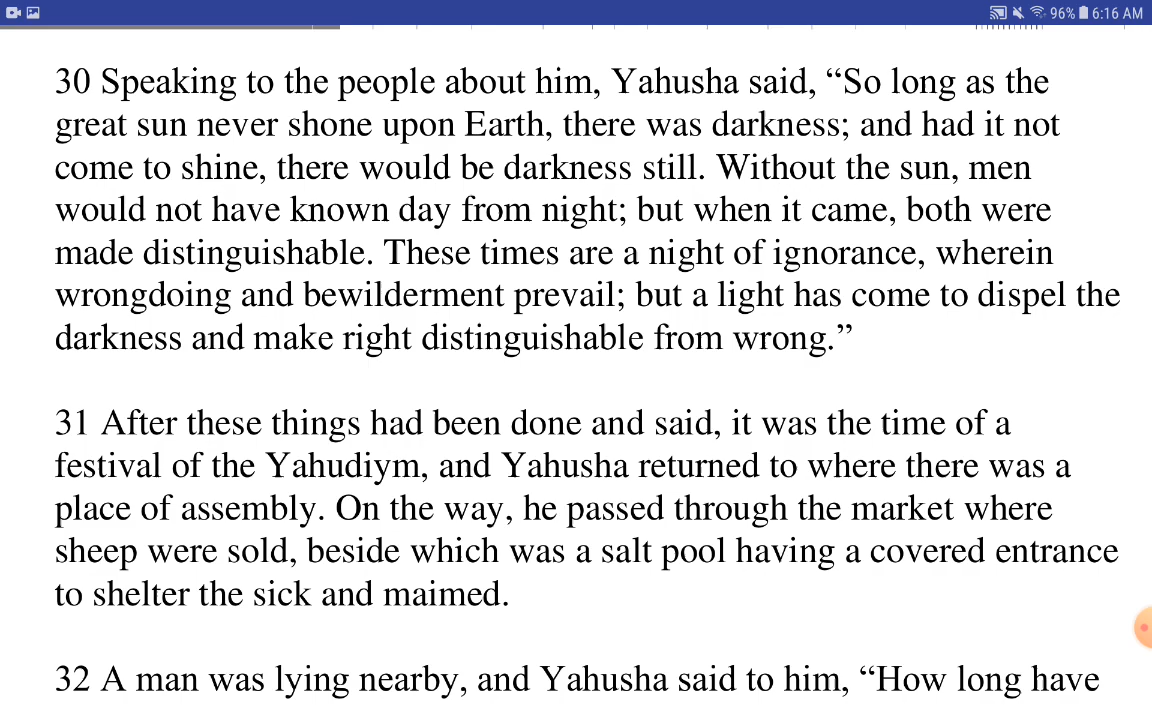 96% 6:16 AM
30 Speaking to the people about him, Yahusha said, “So long as the
great sun never shone upon Earth, there was darkness; and had it not
come to shine, there would be darkness still. Without the sun, men
would not have known day from night; but when it came, both were
made distinguishable. These times are a night of ignorance, wherein
wrongdoing and bewilderment prevail; but a light has come to dispel the
darkness and make right distinguishable from wrong.”
31 After these things had been done and said, it was the time of a
festival of the Yahudiym, and Yahusha returned to where there was a
place of assembly. On the way, he passed through the market where
sheep were sold, beside which was a salt pool having a covered entrance
to shelter the sick and maimed.
32 A man was lying nearby, and Yahusha said to him, “How long have